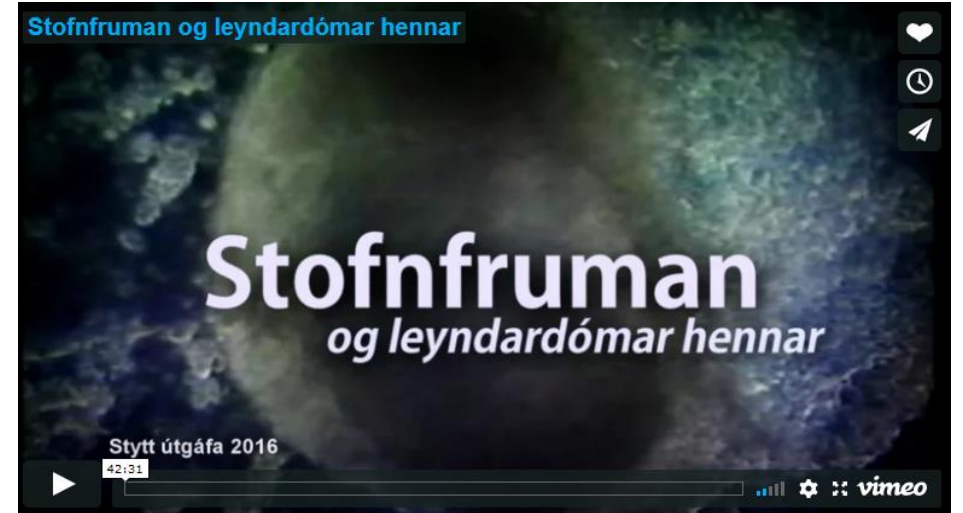 Stofnfruman og leyndardómar hennar
Stofnfruman
og leyndardómar hennar
Stytt útgáfa 2016
42:31
vimeo